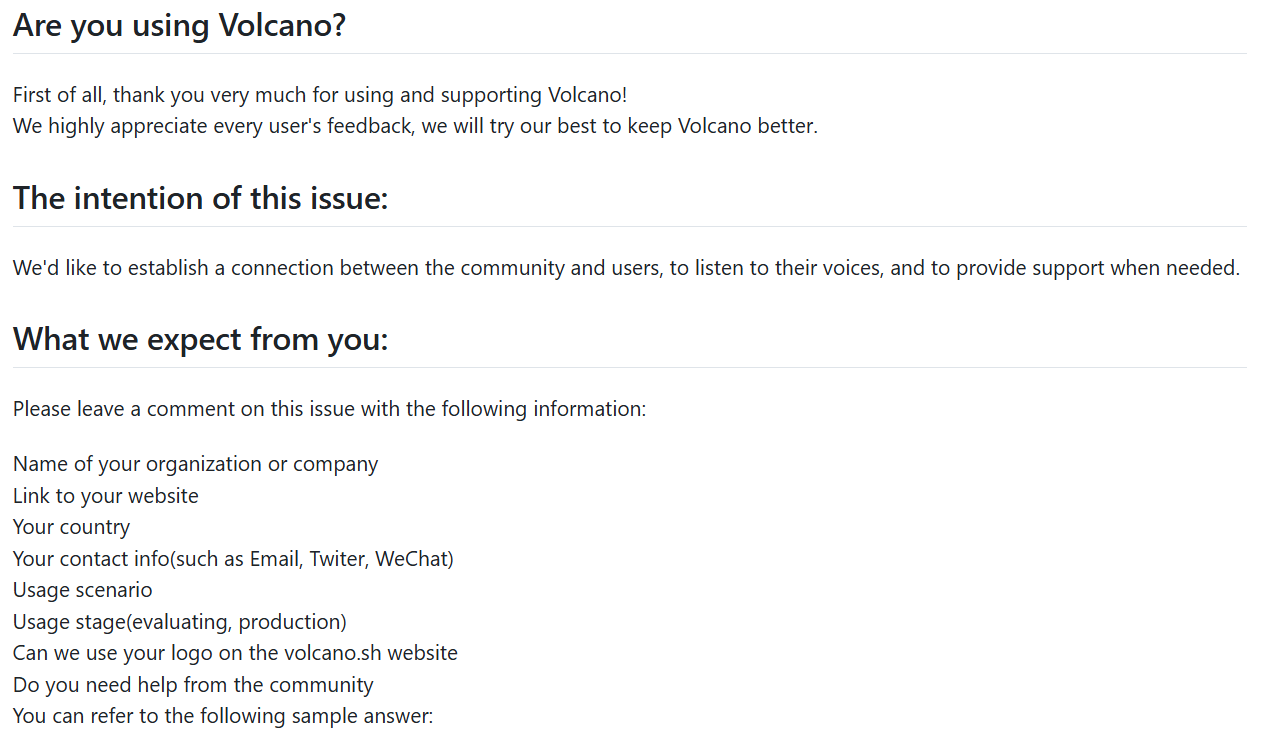 Are you using Volcano?
First of all, thank you very much for using and supporting Volcano!
We highly appreciate every user's feedback, we will try our best to keep Volcano better.
The intention of this issue:
We'd like to establish a connection between the community and users, to listen to their voices, and to provide support when needed.
What we expect from you:
Please leave a comment on this issue with the following information:
Name of your organization or company
Link to your website
Your country
Your contact info(such as Email, Twiter, WeChat)
Usage scenario
Usage stage(evaluating, production)
Can we use your logo on the volcano.sh website
Do you need help from the community
You can refer to the following sample answer: